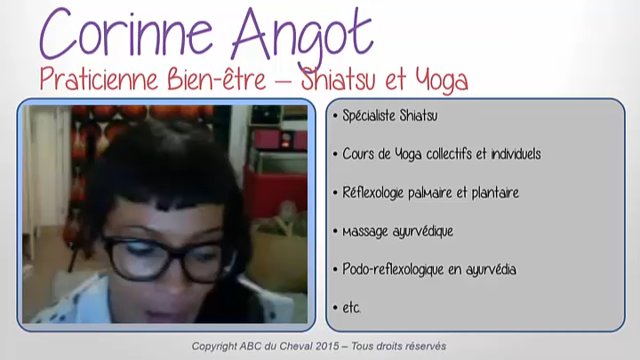 Corinne Angot
Praticienne Bien-être – Shiatsu et Yoga
• Spécialiste Shiatsu
• Cours de Yoga collectifs et individuels
• Réflexologie palmaire et plantaire
• Massage ayurvédique
• Podo-reflexologique en ayurvédia
• etc.
Copyright ABC du Cheval 2015 – Tous droits réservés